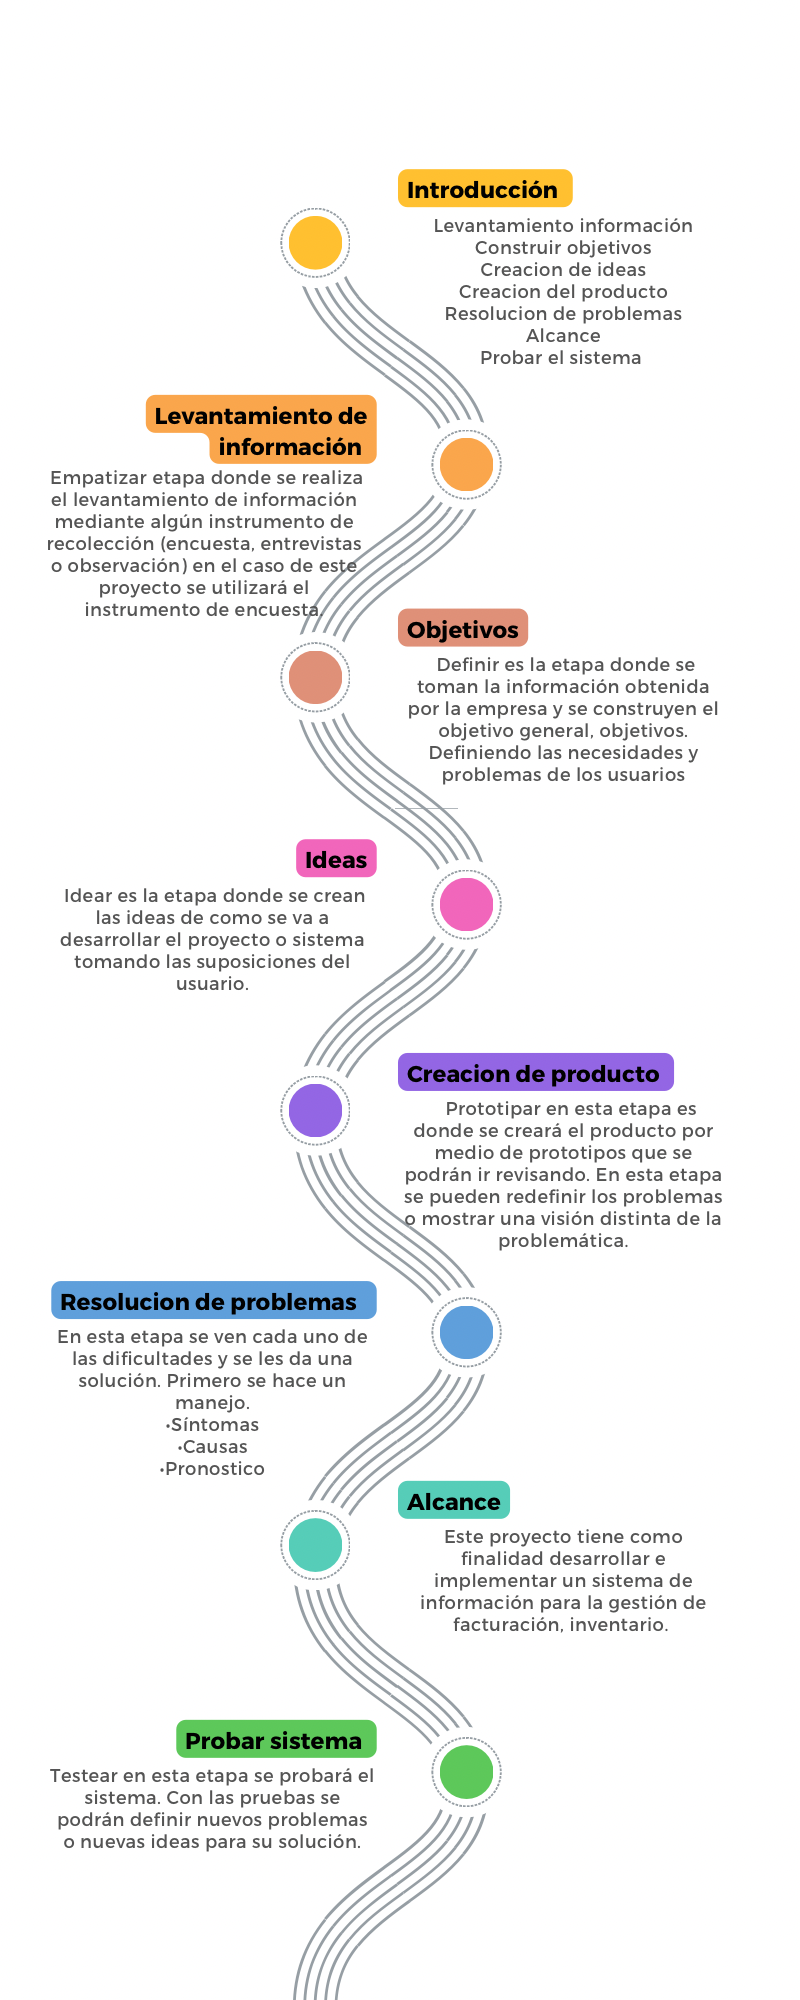 Introducción
Levantamiento información
Construir objetivos
Creacion de ideas
Creacion del producto
Resolucion de problemas
Alcance
Probar el sistema
Levantamiento de
información
Empatizar etapa donde se realiza
el levantamiento de información
mediante algún instrumento de
recolección (encuesta, entrevistas
o observación) en el caso de este
proyecto se utilizará el
instrumento de encuesta.
Objetivos
Definir es la etapa donde se
toman la información obtenida
por la empresa y se construyen el
objetivo general, objetivos.
Definiendo las necesidades y
problemas de los usuarios
Ideas
Idear es la etapa donde se crean
las ideas de como se va a
desarrollar el proyecto o sistema
tomando las suposiciones del
usuario.
Creacion de producto
Prototipar en esta etapa es
donde se creará el producto por
medio de prototipos que se
podrán ir revisando. En esta etapa
se pueden redefinir los problemas
o mostrar una visión distinta de la
problemática.
Resolucion de problemas
En esta etapa se ven cada uno de
las dificultades y se les da una
solución. Primero se hace un
manejo.
•Síntomas
•Causas
•Pronostico
Alcance
Este proyecto tiene como
finalidad desarrollar e
implementar un sistema de
información para la gestión de
facturación, inventario.
Probar sistema
Testear en esta etapa se probará el
sistema. Con las pruebas se
podrán definir nuevos problemas
o nuevas ideas para su solución.